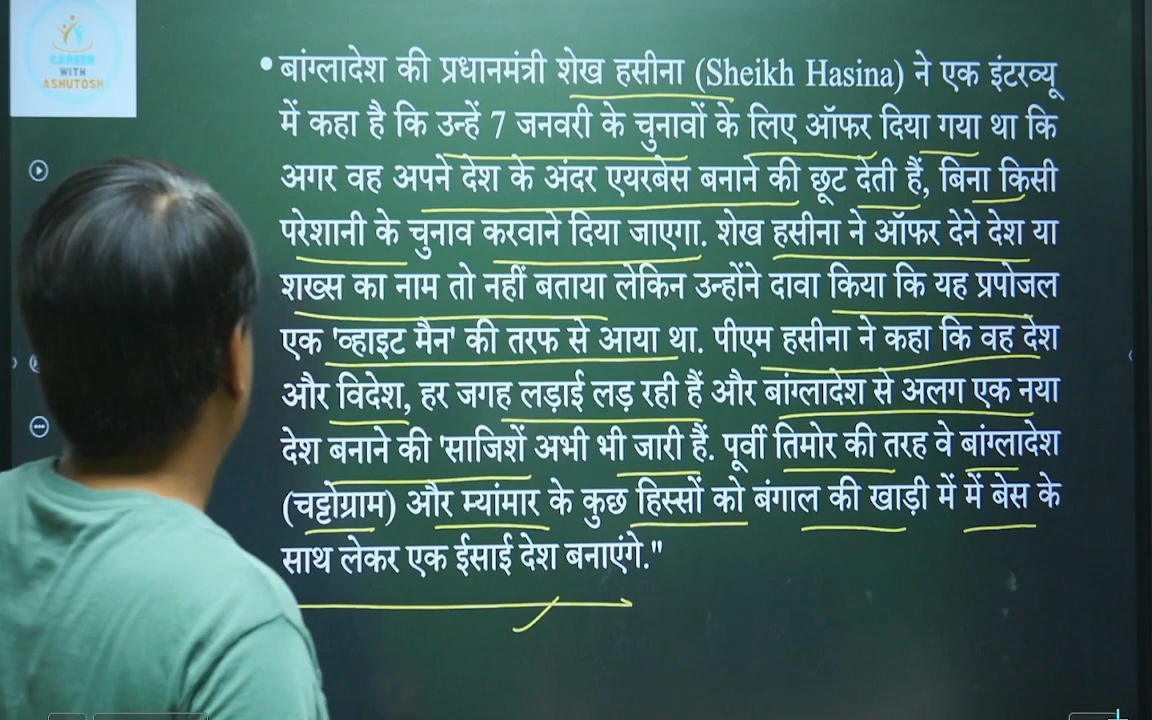 CAREER
WITH
ASHUTOSH
• बांग्लादेश की प्रधानमंत्री शेख हसीना (Sheikh Hasina) ने एक इंटरव्यू
में कहा है कि उन्हें 7 जनवरी के चुनावों के लिए ऑफर दिया गया था कि
अगर वह अपने देश के अंदर एयरबेस बनाने की छूट देती हैं, बिना किसी
परेशानी के चुनाव करवाने दिया जाएगा. शेख हसीना ने ऑफर देने देश या
शख्स का नाम तो नहीं बताया लेकिन उन्होंने दावा किया कि यह प्रपोजल
एक 'व्हाइट मैन' की तरफ से आया था. पीएम हसीना ने कहा कि वह देश
और विदेश, हर जगह लड़ाई लड़ रही हैं और बांग्लादेश से अलग एक नया
देश बनाने की 'साजिशें अभी भी जारी हैं. पूर्वी तिमोर की तरह वे बांग्लादेश
(चट्टोग्राम) और म्यांमार के कुछ हिस्सों को बंगाल की खाड़ी में में बेस के
साथ लेकर एक ईसाई देश बनाएंगे."